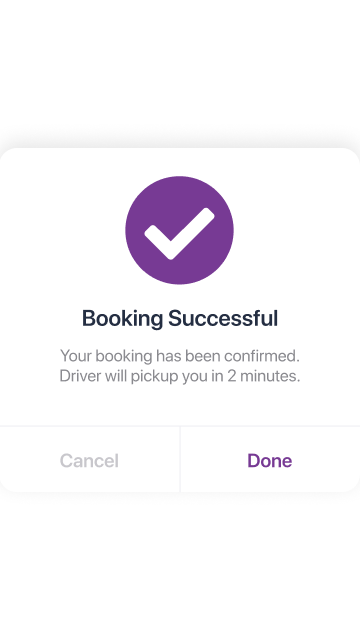 Booking Successful
Your booking has been confirmed.
Driver will pickup you in 2 minutes.
Cancel
Done